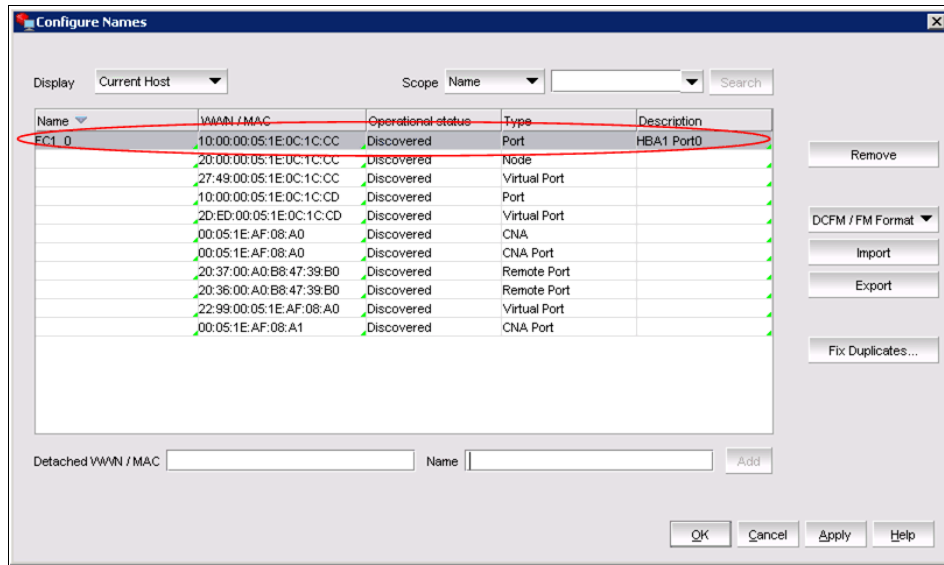 Configure Names
Display Current Host Scope Name Search
Name WWN / MAC Operational status Type Description
FC1_0 10:00:00:05:1E:0C:1C:CC Discovered Port HBA1 Port0
20:00:00:05:1E:0C:1C:CC Discovered Node
27:49:00:05:1E:0C:1C:CC Discovered Virtual Port
10:00:00:05:1E:0C:1C:CD Discovered Port
2D:ED:00:05:1E:0C:1C:CD Discovered Virtual Port
00:05:1E:AF:08:A0 Discovered CNA
00:05:1E:AF:08:A0 Discovered CNA Port
20:37:00:A0:B8:47:39:B0 Discovered Remote Port
20:36:00:A0:B8:47:39:B0 Discovered Remote Port
22:99:00:05:1E:AF:08:A0 Discovered Virtual Port
00:05:1E:AF:08:A1 Discovered CNA Port
Remove
DCFM / FM Format
Import
Export
Fix Duplicates...
Detached WWN / MAC Name Add
OK Cancel Apply Help